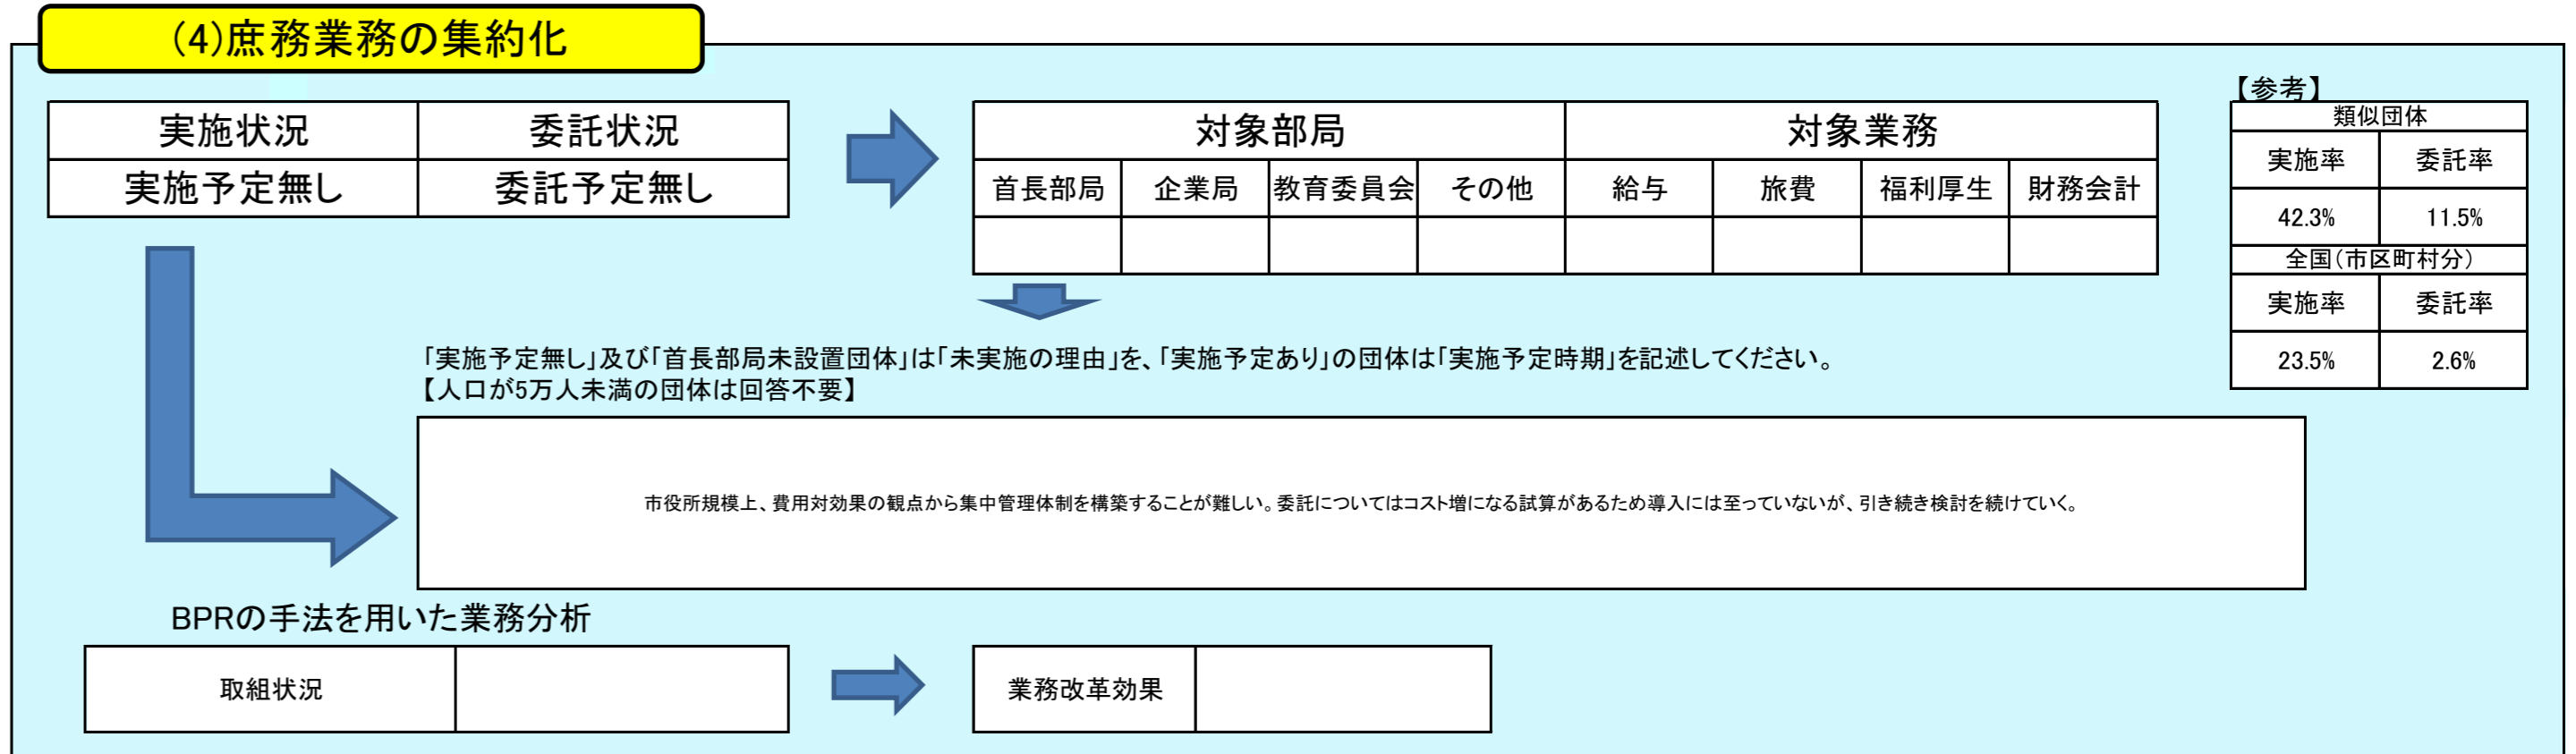 (4)庶務業務の集約化
実施状況 委託状況
実施予定無し 委託予定無し
対象部局 対象業務
首長部局 企業局 教育委員会 その他 給与 旅費 福利厚生 財務会計
【参考】
類似団体
実施率 委託率
42.3% 11.5%
全国(市区町村分)
実施率 委託率
23.5% 2.6%
「実施予定無し」及び「首長部局未設置団体」は「未実施の理由」を、「実施予定あり」の団体は「実施予定時期」を記述してください。
【人口が5万人未満の団体は回答不要】
市役所規模上、費用対効果の観点から集中管理体制を構築することが難しい。委託についてはコスト増になる試算があるため導入には至っていないが、引き続き検討を続けていく。
BPRの手法を用いた業務分析
取組状況
業務改革効果